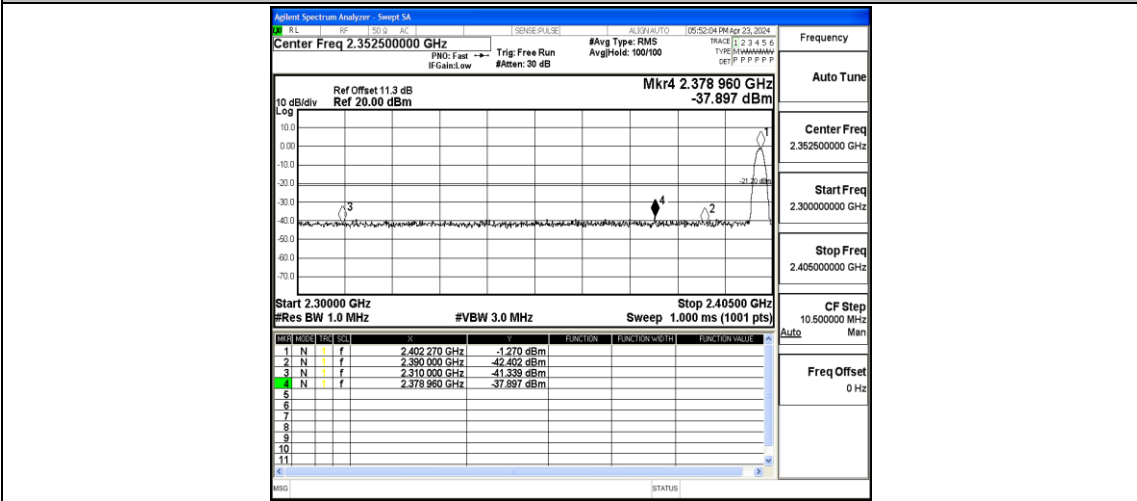 Agilent Spectrum Analyzer - Swept SA
RL RF 50 Ω AC SENSE:PULSE ALIGN AUTO 05:52:04 PM Apr 23, 2024
Center Freq 2.352500000 GHz #Avg Type: RMS TRACE 1 2 3 4 5 6
PNO: Fast Trig: Free Run Avg|Hold: 100/100 TYPE M WWWWW
IFGain:Low #Atten: 30 dB DET P P P P P P
Frequency
Mkr4 2.378 960 GHz
-37.897 dBm
Ref Offset 11.3 dB
10 dB/div Ref 20.00 dBm
Log
10.0
0.00
-10.0
-20.0
-30.0
-40.0
-50.0
-60.0
-70.0
1
-21.20 dBm
3
4
2
Start 2.30000 GHz Stop 2.40500 GHz
#Res BW 1.0 MHz #VBW 3.0 MHz Sweep 1.000 ms (1001 pts)
MKR MODE TRC SCL X Y FUNCTION FUNCTION WIDTH FUNCTION VALUE
1 N 1 f 2.402 270 GHz -1.270 dBm
2 N 1 f 2.390 000 GHz -42.402 dBm
3 N 1 f 2.310 000 GHz -41.339 dBm
4 N 1 f 2.378 960 GHz -37.897 dBm
5
6
7
8
9
10
11
MSG STATUS
Auto Tune
Center Freq
2.352500000 GHz
Start Freq
2.300000000 GHz
Stop Freq
2.405000000 GHz
CF Step
10.500000 MHz
Auto Man
Freq Offset
0 Hz